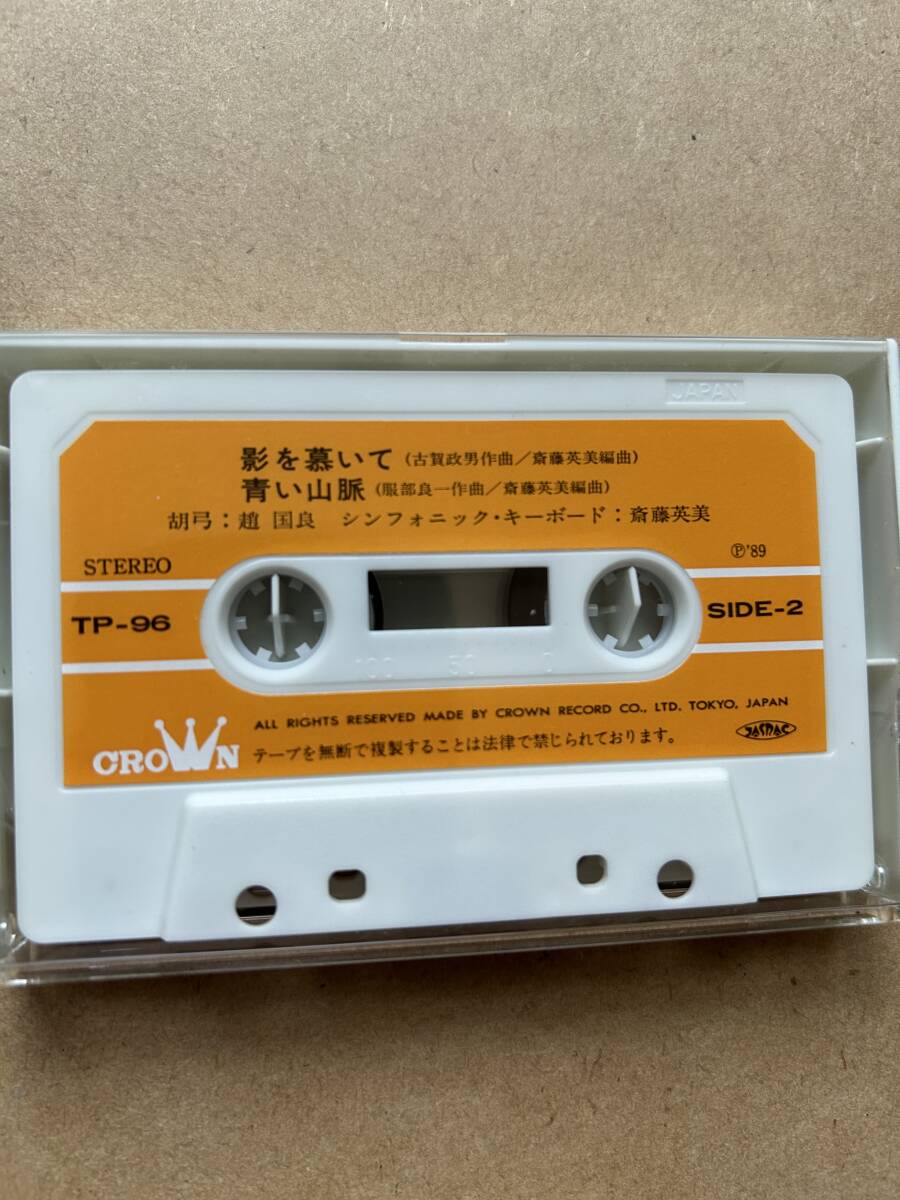 JAPAN
影を慕いて (古賀政男作曲/斎藤英美編曲)
青い山脈 (服部良一作曲/斎藤英美編曲)
胡弓:趙 国良 シンフォニック・キーボード:斎藤英美
STEREO
Ⓟ'89
TP-96
SIDE-2
100 50 0
ALL RIGHTS RESERVED MADE BY CROWN RECORD CO., LTD. TOKYO, JAPAN
CROWN
テープを無断で複製することは法律で禁じられております。
JASRAC